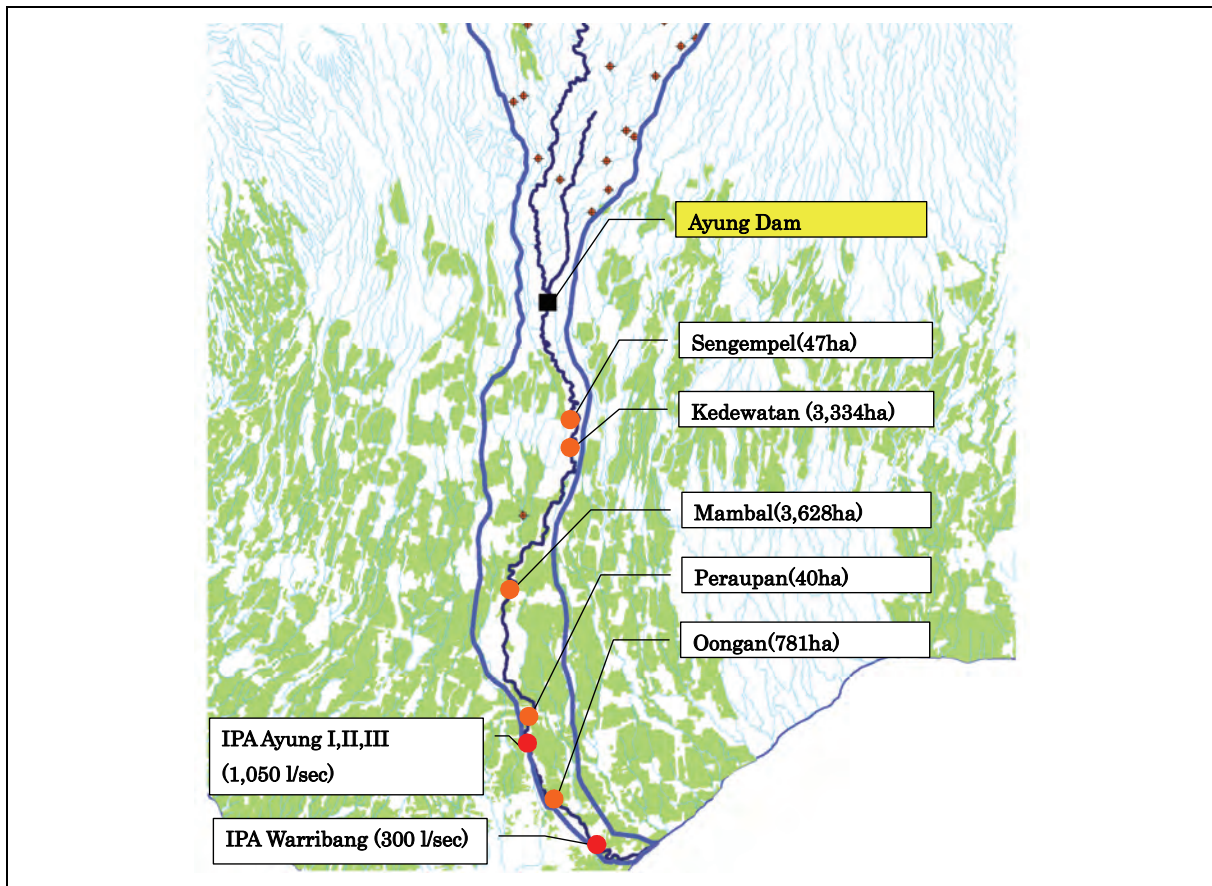 Ayung Dam
Sengempel(47ha)
Kedewatan (3,334ha)
Mambal(3,628ha)
Peraupan(40ha)
Oongan(781ha)
IPA Ayung I,II,III
(1,050 l/sec)
IPA Warribang (300 l/sec)